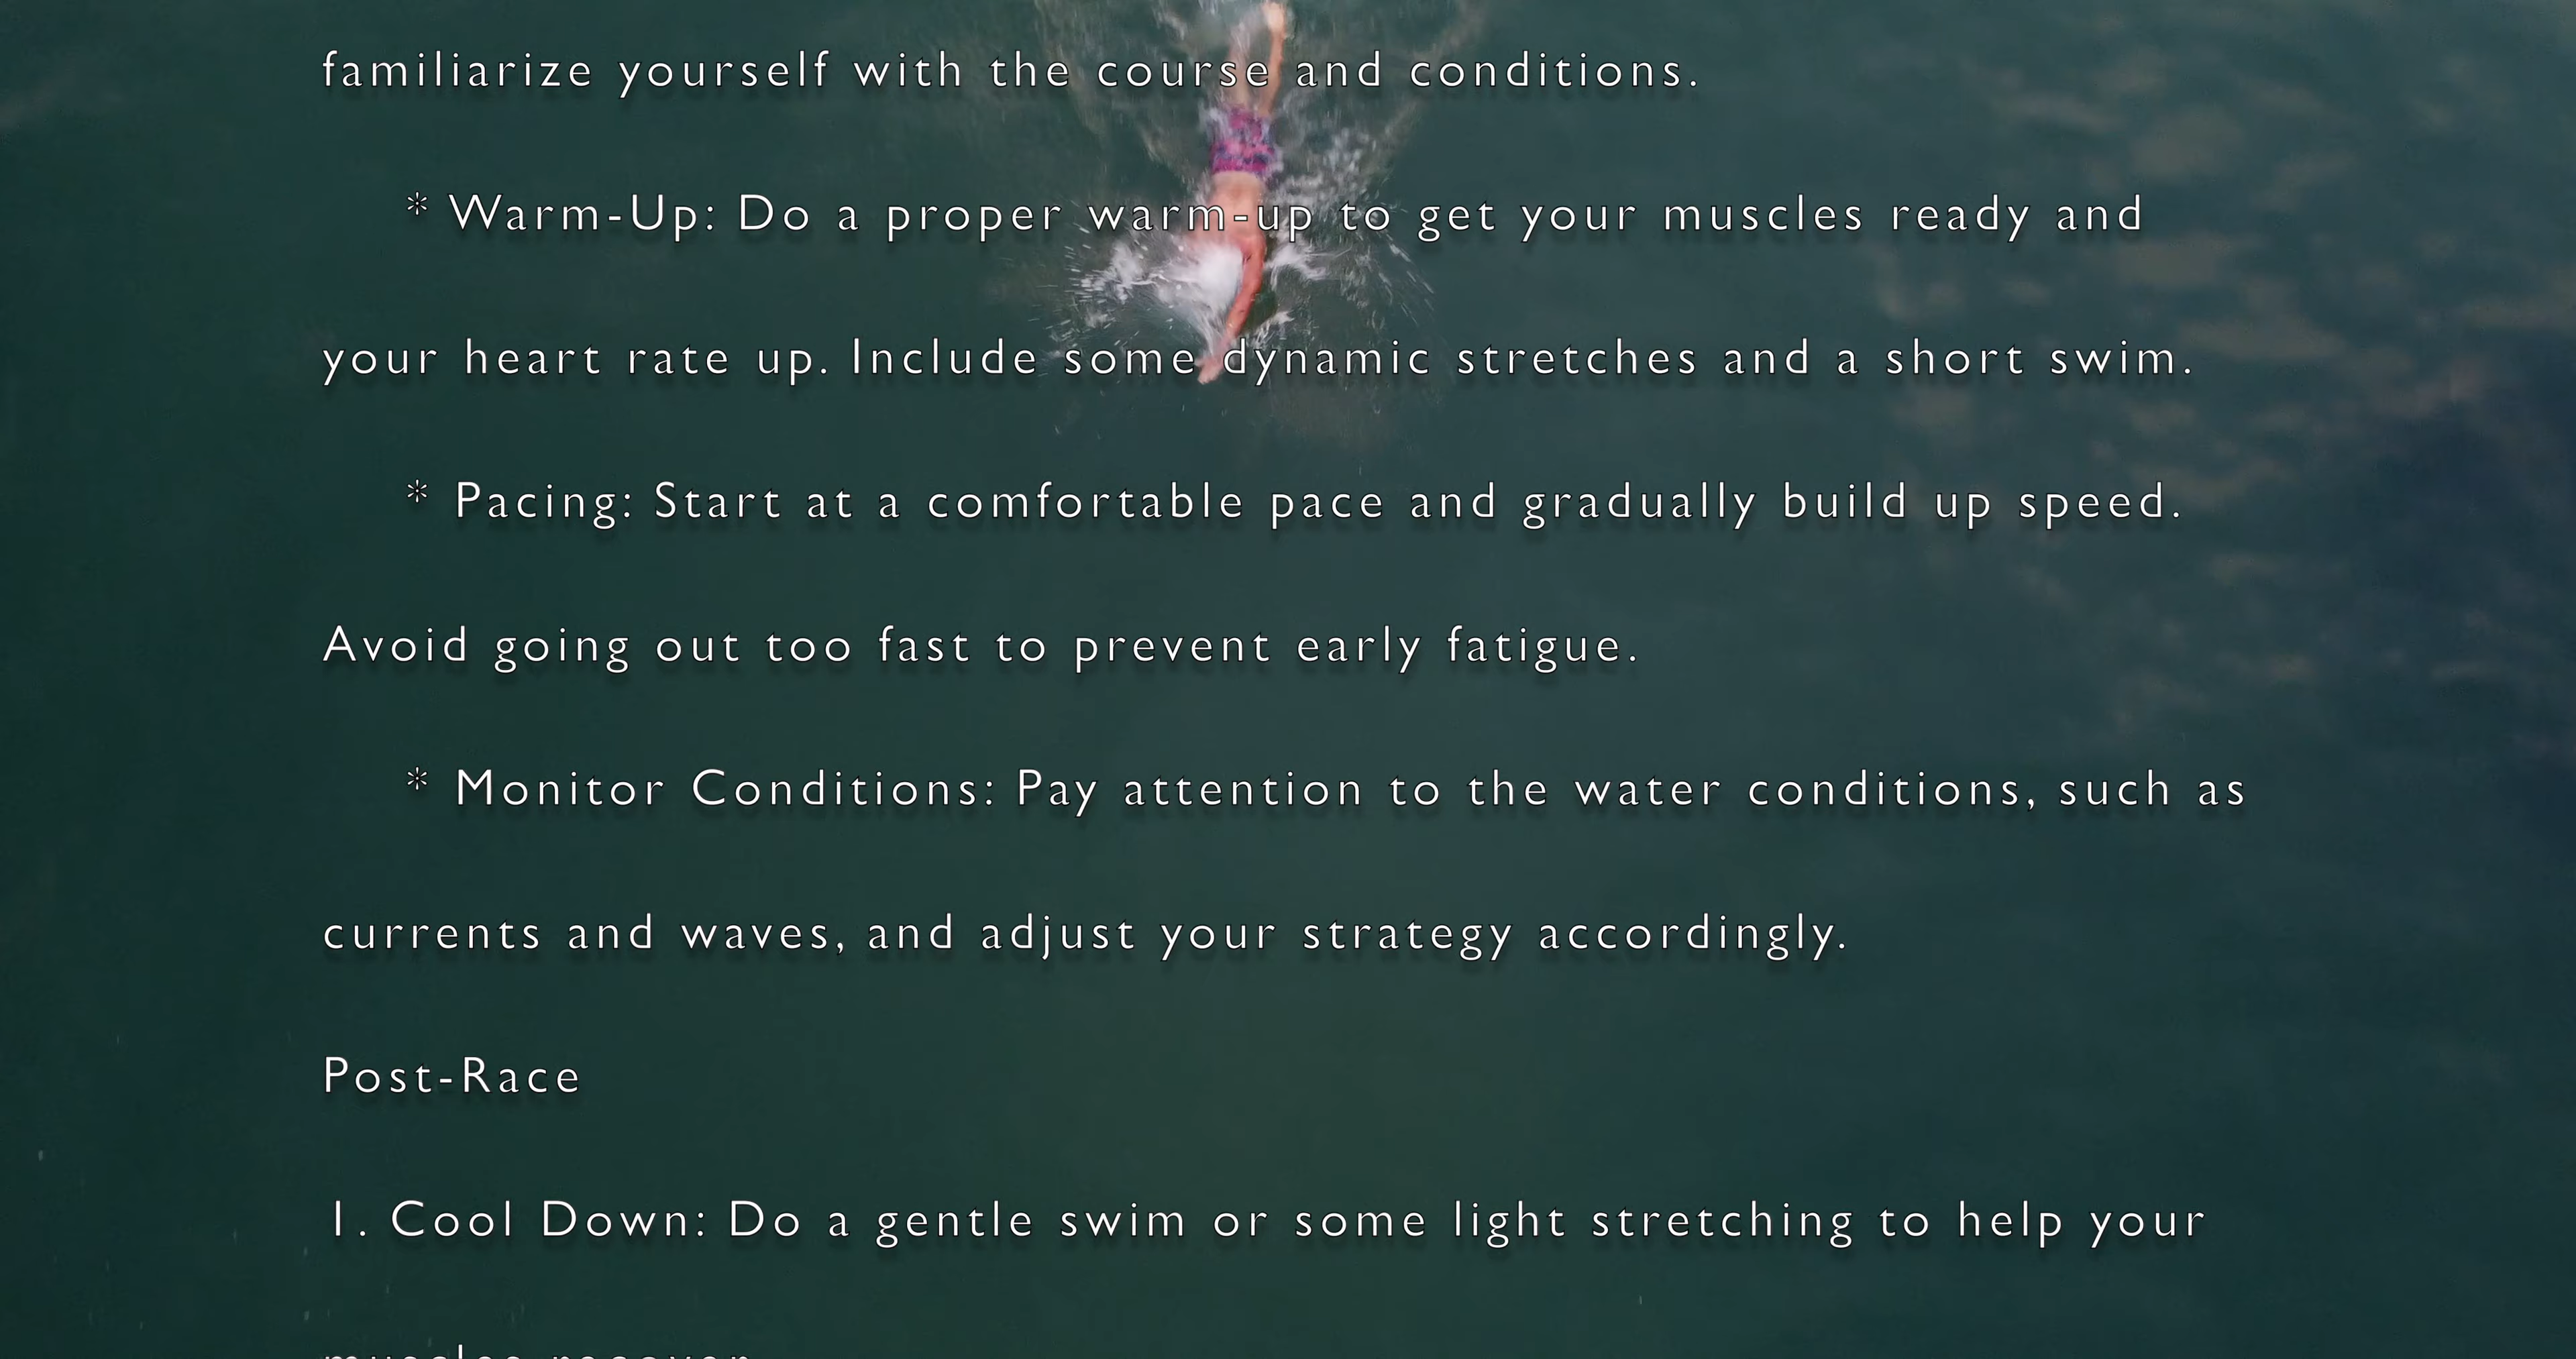 familiarize yourself with the course and conditions.
* Warm-Up: Do a proper warm-up to get your muscles ready and
your heart rate up. Include some dynamic stretches and a short swim.
* Pacing: Start at a comfortable pace and gradually build up speed.
Avoid going out too fast to prevent early fatigue.
* Monitor Conditions: Pay attention to the water conditions, such as
currents and waves, and adjust your strategy accordingly.
Post-Race
1. Cool Down: Do a gentle swim or some light stretching to help your
muscles recover.